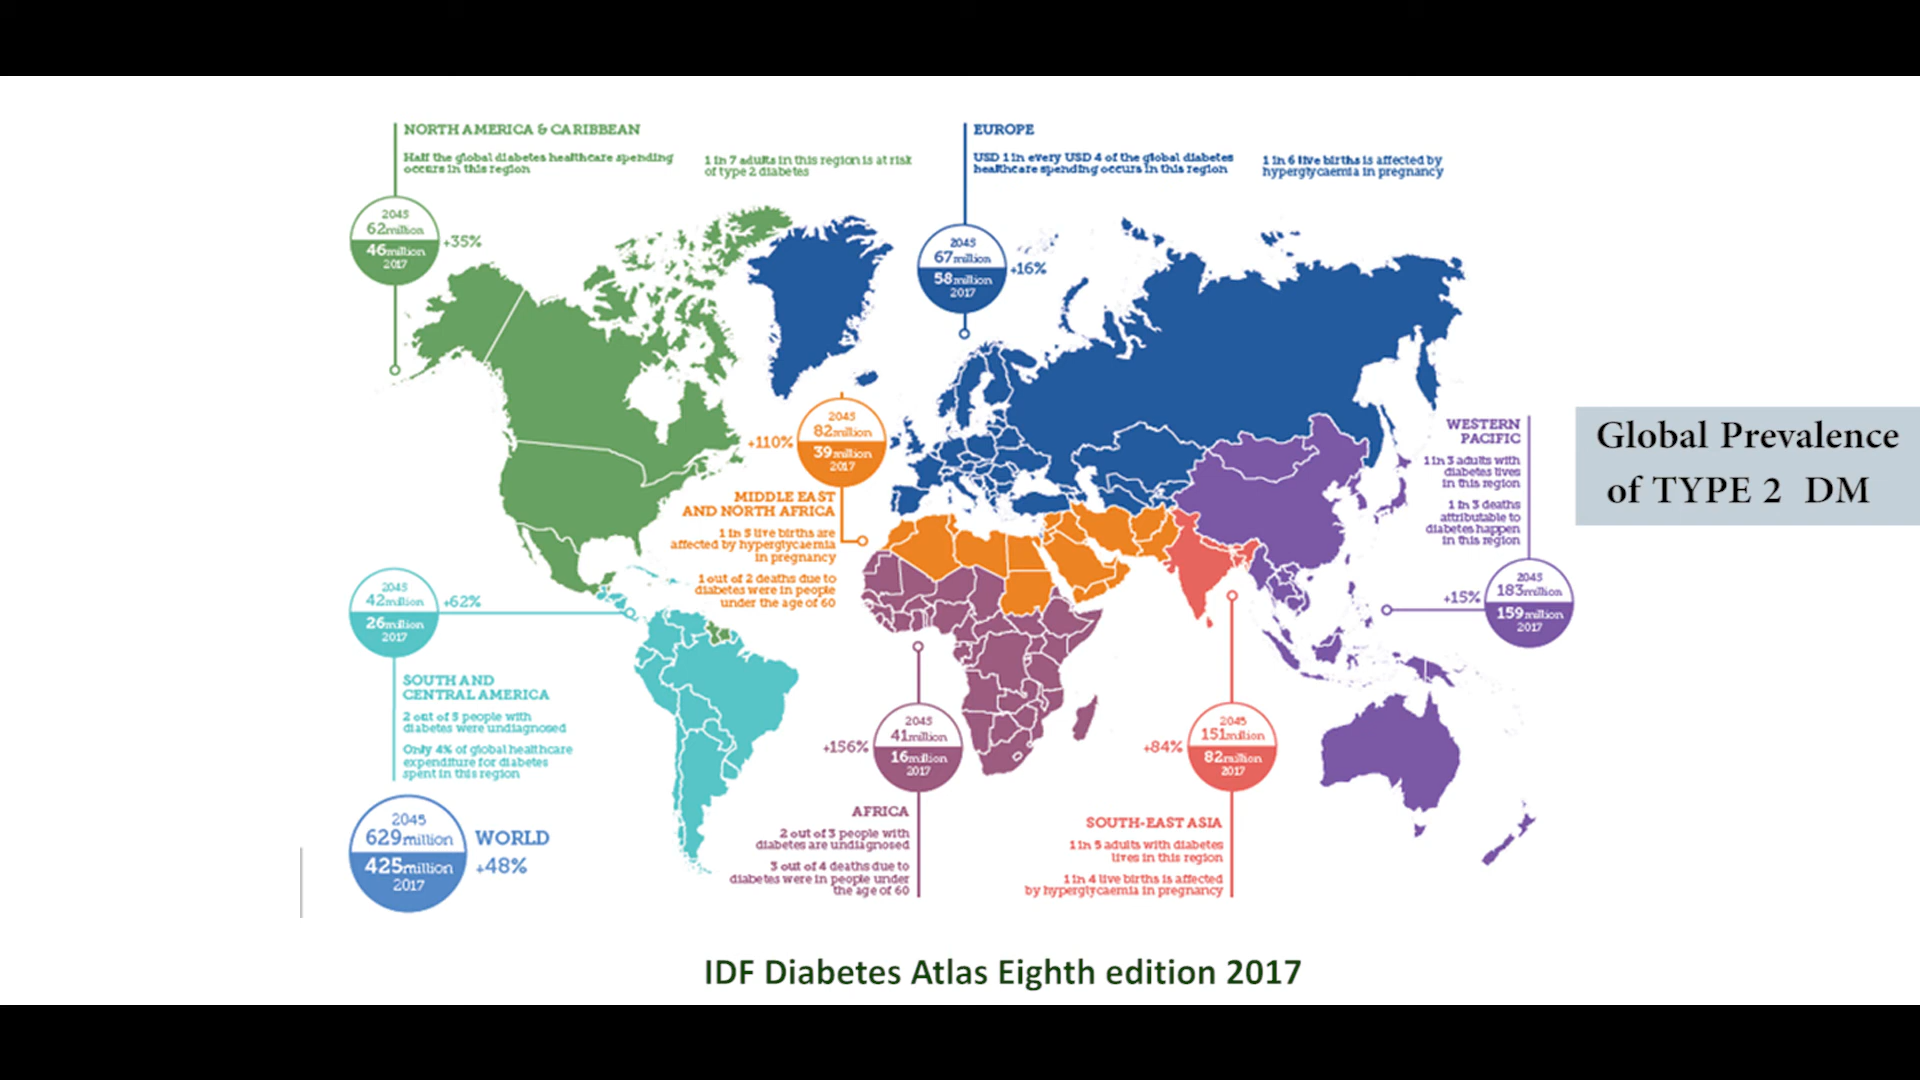 NORTH AMERICA & CARIBBEAN
Half the global diabetes healthcare spending
occurs in this region
1 in 7 adults in this region is at risk
of type 2 diabetes
2045
62million
46million
2017
+35%
EUROPE
USD 1 in every USD 4 of the global diabetes
healthcare spending occurs in this region
1 in 6 live births is affected by
hyperglycaemia in pregnancy
2045
67million
58million
2017
+16%
2045
82million
39million
2017
+110%
MIDDLE EAST
AND NORTH AFRICA
1 in 5 live births are
affected by hyperglycaemia
in pregnancy
1 out of 2 deaths due to
diabetes were in people
under the age of 60
WESTERN
PACIFIC
1 in 3 adults with
diabetes lives
in this region
1 in 3 deaths
attributable to
diabetes happen
in this region
2045
183million
159million
2017
+15%
Global Prevalence
of TYPE 2 DM
2045
42million
26million
2017
+62%
SOUTH AND
CENTRAL AMERICA
2 out of 5 people with
diabetes were undiagnosed
Only 4% of global healthcare
expenditure for diabetes
spent in this region
2045
629million
425million
2017
WORLD
+48%
2045
41million
16million
2017
+156%
AFRICA
2 out of 3 people with
diabetes are undiagnosed
3 out of 4 deaths due to
diabetes were in people under
the age of 60
2045
151million
82million
2017
+84%
SOUTH-EAST ASIA
1 in 5 adults with diabetes
lives in this region
1 in 4 live births is affected
by hyperglycaemia in pregnancy
IDF Diabetes Atlas Eighth edition 2017